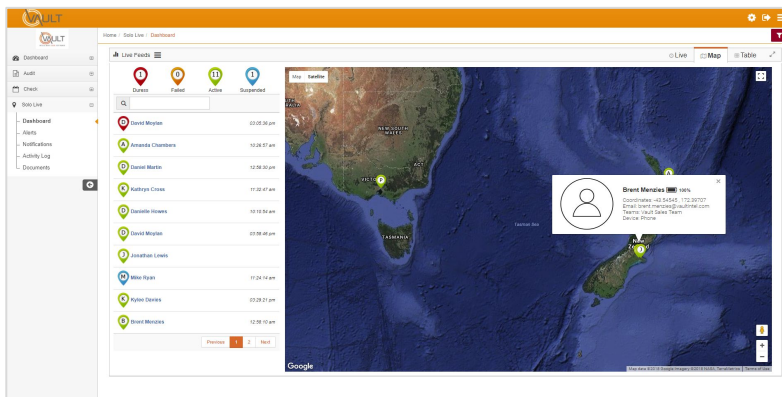 VAULT
VAULT
Home / Solo Live / Dashboard
Dashboard
Audit
Check
Solo Live
Dashboard
Alerts
Notifications
Activity Log
Documents
Live Feeds
Live
Map
Table
1
0
11
1
Duress
Failed
Active
Suspended
D David Moylan 03:05:38 pm
A Amanda Chambers 10:26:57 am
D Daniel Martin 12:58:30 pm
K Kathryn Cross 11:32:47 am
D Danielle Howes 10:10:54 am
D David Moylan 03:58:46 pm
J Jonathan Lewis
M Mike Ryan 11:24:14 am
K Kylee Davies 03:29:21 pm
B Brent Menzies 12:58:10 am
Previous 1 2 Next
Map Satellite
NEW SOUTH
WALES
ACT
VICTO
P
TASMANIA
Tasman Sea
A
Brent Menzies 100%
Coordinates: -43.54545 , 172.39707
Email: brent.menzies@vaultintel.com
Teams: Vault Sales Team
Device: Phone
New
J
Google